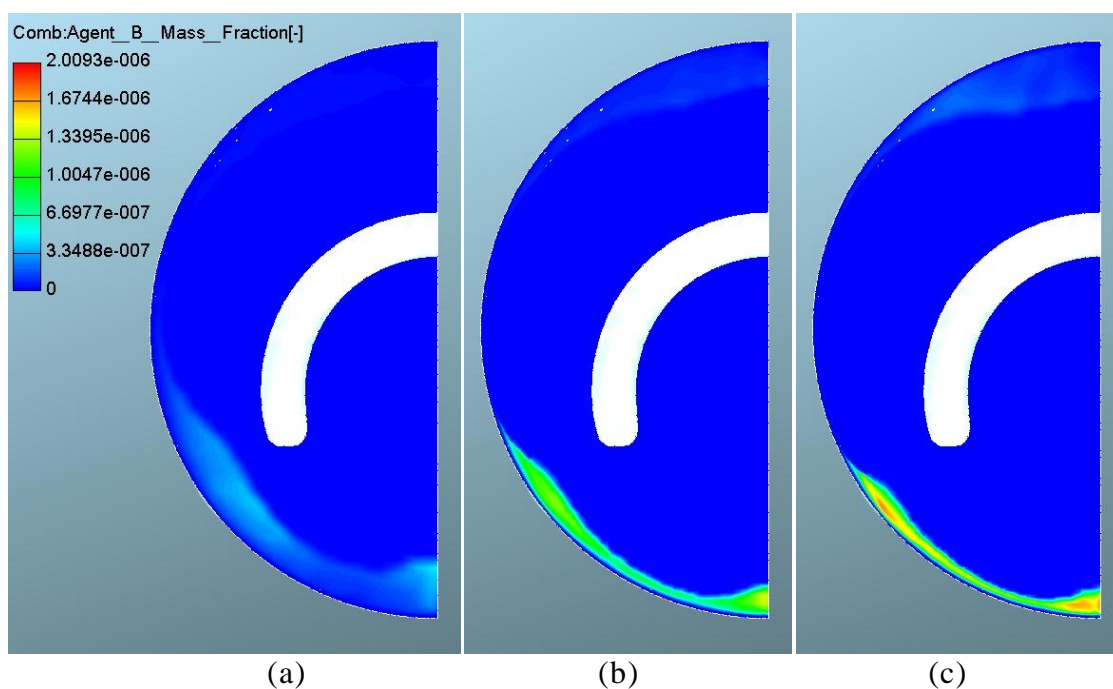 Comb:Agent__B__Mass__Fraction[-]
2.0093e-006
1.6744e-006
1.3395e-006
1.0047e-006
6.6977e-007
3.3488e-007
0
(a) (b) (c)